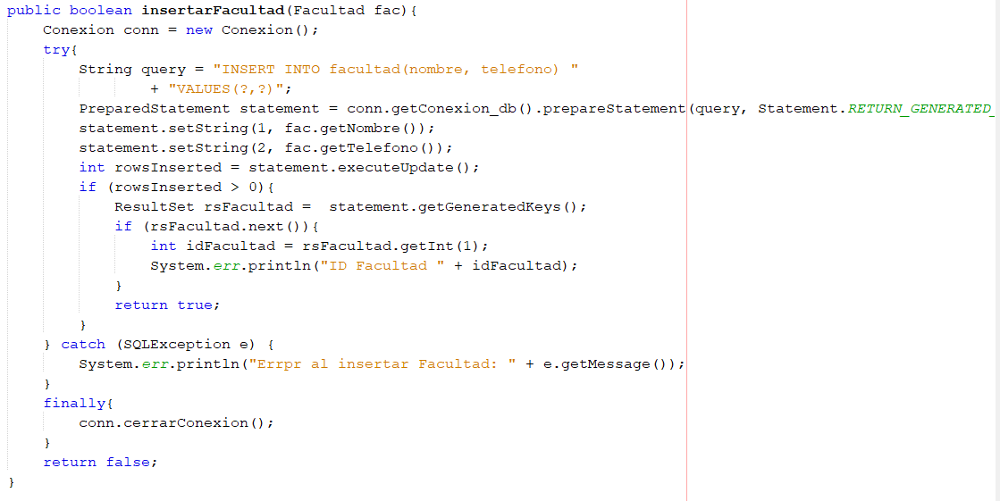 public boolean insertarFacultad(Facultad fac){
Conexion conn = new Conexion();
try{
String query = "INSERT INTO facultad(nombre, telefono) "
+ "VALUES(?,?)";
PreparedStatement statement = conn.getConexion_db().prepareStatement(query, Statement.RETURN_GENERATED_
statement.setString(1, fac.getNombre());
statement.setString(2, fac.getTelefono());
int rowsInserted = statement.executeUpdate();
if (rowsInserted > 0){
ResultSet rsFacultad =  statement.getGeneratedKeys();
if (rsFacultad.next()){
int idFacultad = rsFacultad.getInt(1);
System.err.println("ID Facultad " + idFacultad);
}
return true;
}
} catch (SQLException e) {
System.err.println("Errpr al insertar Facultad: " + e.getMessage());
}
finally{
conn.cerrarConexion();
}
return false;
}